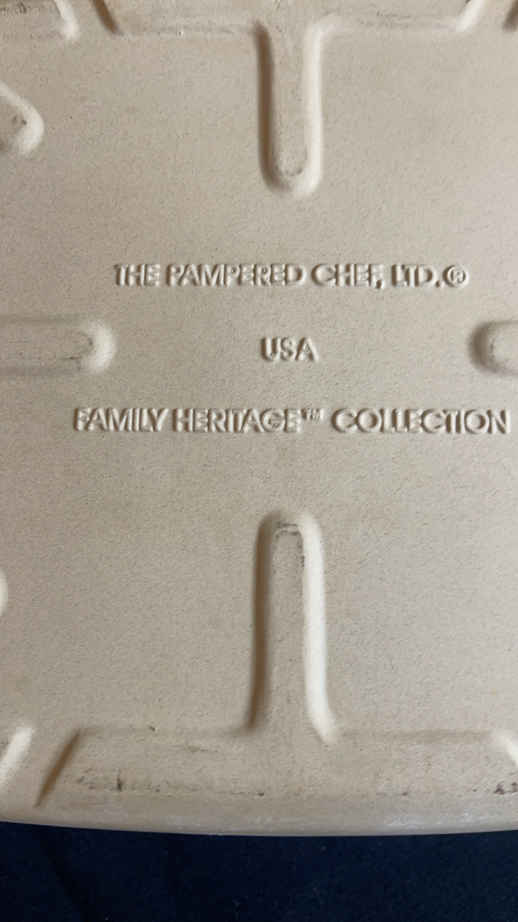 THE PAMPERED CHEF, LTD.®
USA
FAMILY HERITAGE™ COLLECTION